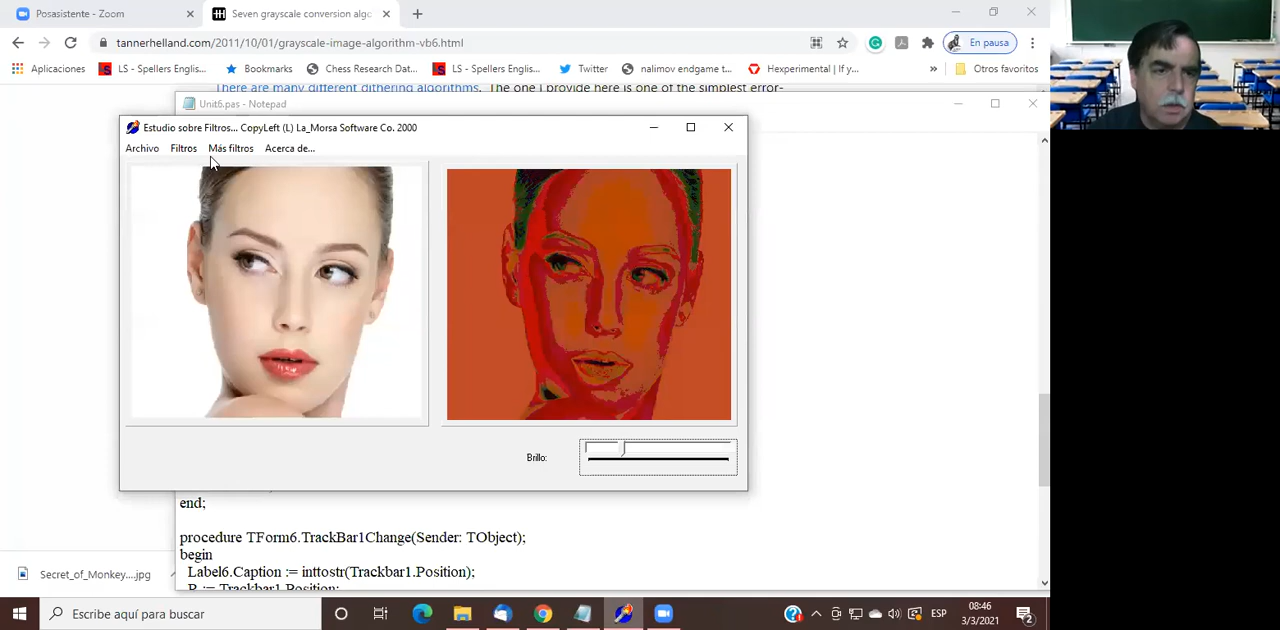 Posasistente - Zoom
Seven grayscale conversion algo
tannerhelland.com/2011/10/01/grayscale-image-algorithm-vb6.html
En pausa
Aplicaciones
LS - Spellers Englis...
Bookmarks
Chess Research Dat...
LS - Spellers Englis...
Twitter
nalimov endgame t...
Hexperimental | If y...
»
Otros favoritos
There are many different dithering algorithms. The one I provide here is one of the simplest error-
Unit6.pas - Notepad
Estudio sobre Filtros... CopyLeft (L) La_Morsa Software Co. 2000
Archivo Filtros Más filtros Acerca de...
Brillo:
end;
procedure TForm6.TrackBar1Change(Sender: TObject);
begin
Label6.Caption := inttostr(Trackbar1.Position);
R := Trackbar1.Position;
Secret_of_Monkey....jpg
Escribe aquí para buscar
ESP
08:46
3/3/2021
2